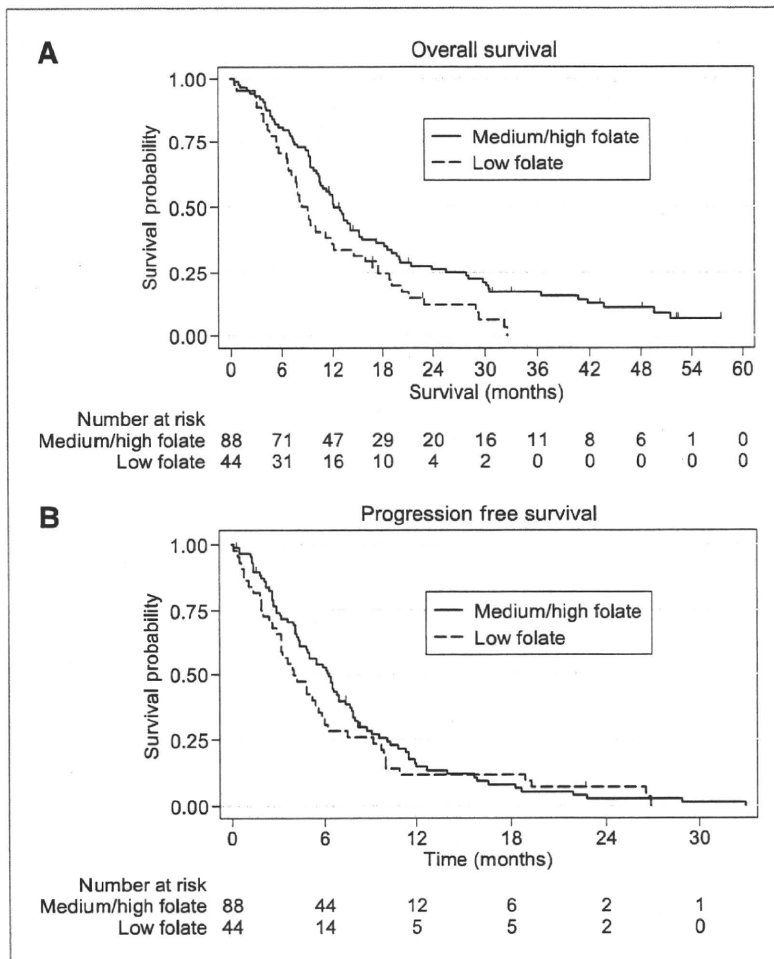 A
Overall survival
1.00
0.75
0.50
0.25
0.00
Survival probability
Medium/high folate
Low folate
0 6 12 18 24 30 36 42 48 54 60
Survival (months)
Number at risk
Medium/high folate 88 71 47 29 20 16 11 8 6 1 0
Low folate 44 31 16 10 4 2 0 0 0 0 0
B
Progression free survival
1.00
0.75
0.50
0.25
0.00
Survival probability
Medium/high folate
Low folate
0 6 12 18 24 30
Time (months)
Number at risk
Medium/high folate 88 44 12 6 2 1
Low folate 44 14 5 5 2 0